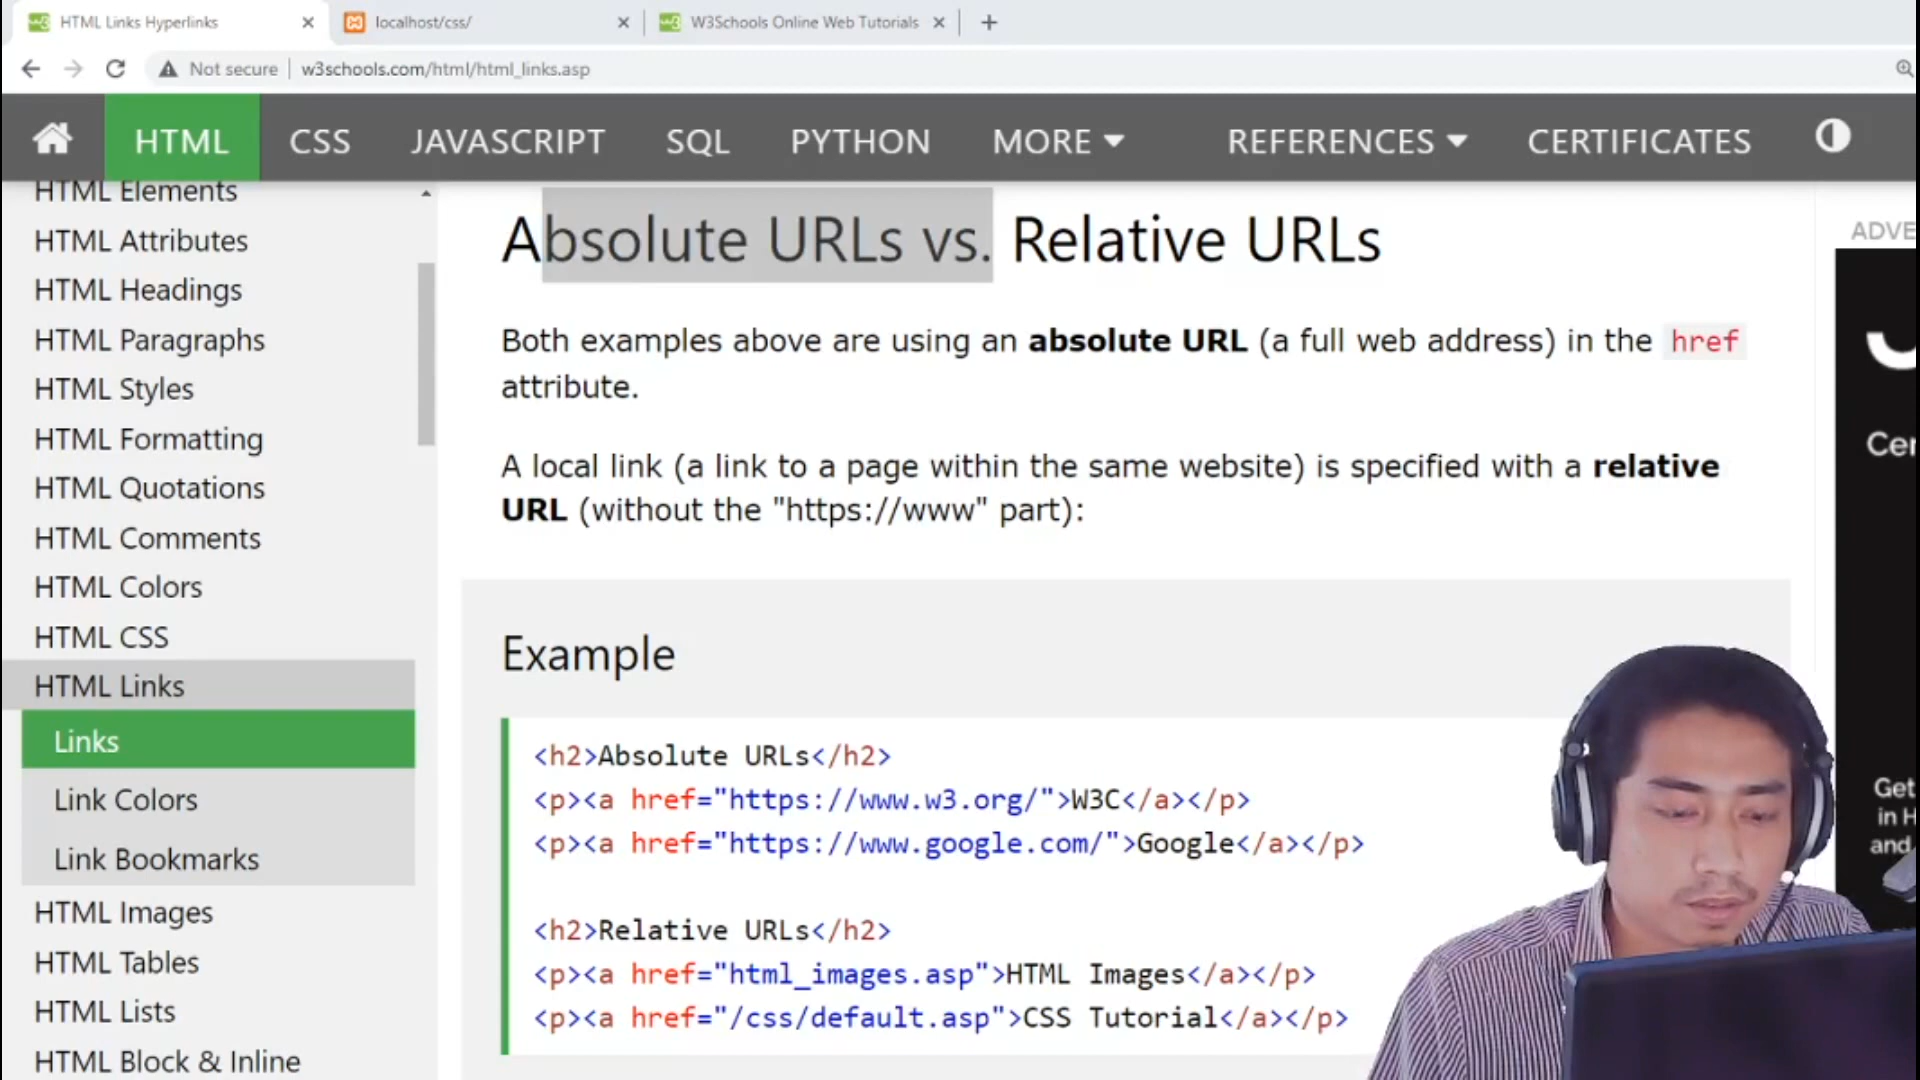 HTML Links Hyperlinks
localhost/css/
W3Schools Online Web Tutorials
Not secure
w3schools.com/html/html_links.asp
HTML
CSS
JAVASCRIPT
SQL
PYTHON
MORE
REFERENCES
CERTIFICATES
HTML Elements
HTML Attributes
HTML Headings
HTML Paragraphs
HTML Styles
HTML Formatting
HTML Quotations
HTML Comments
HTML Colors
HTML CSS
HTML Links
Links
Link Colors
Link Bookmarks
HTML Images
HTML Tables
HTML Lists
HTML Block & Inline
Absolute URLs vs. Relative URLs
Both examples above are using an absolute URL (a full web address) in the href
attribute.
A local link (a link to a page within the same website) is specified with a relative
URL (without the "https://www" part):
Example
<h2>Absolute URLs</h2>
<p><a href="https://www.w3.org/">W3C</a></p>
<p><a href="https://www.google.com/">Google</a></p>
<h2>Relative URLs</h2>
<p><a href="html_images.asp">HTML Images</a></p>
<p><a href="/css/default.asp">CSS Tutorial</a></p>
ADVE
Cer
Get
in H
and